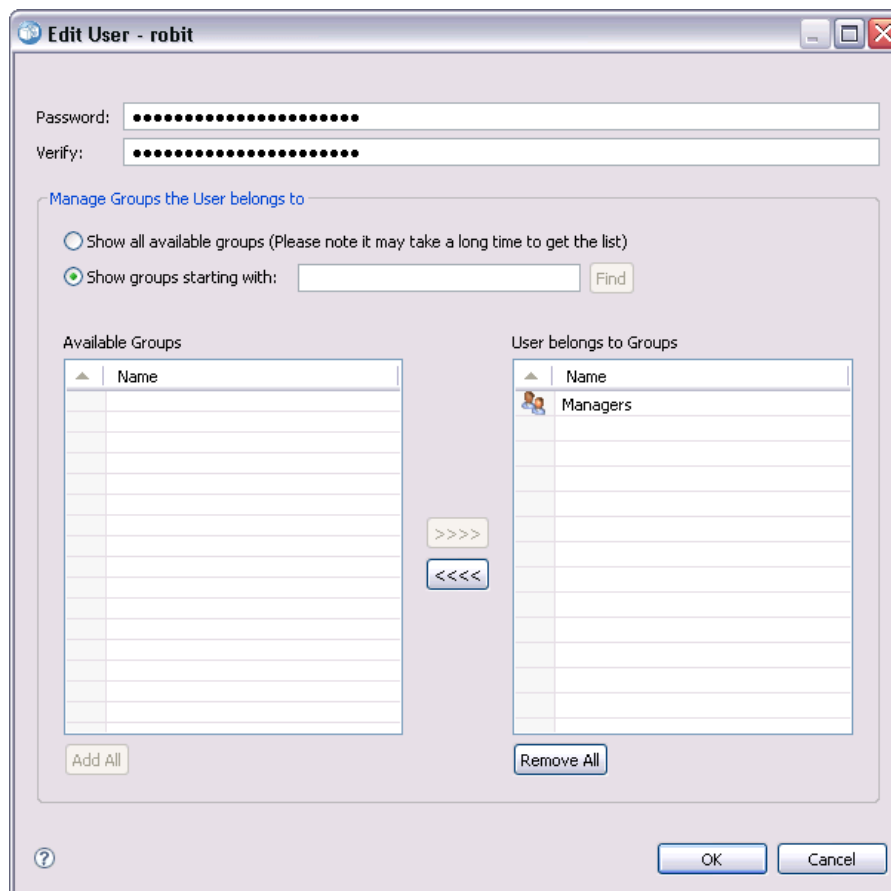 Edit User - robit
Password: ••••••••••••••••••••••
Verify: ••••••••••••••••••••••
Manage Groups the User belongs to
Show all available groups (Please note it may take a long time to get the list)
Show groups starting with: Find
Available Groups
Name
User belongs to Groups
Name
Managers
>>>>
<<<<
Add All
Remove All
?
OK Cancel